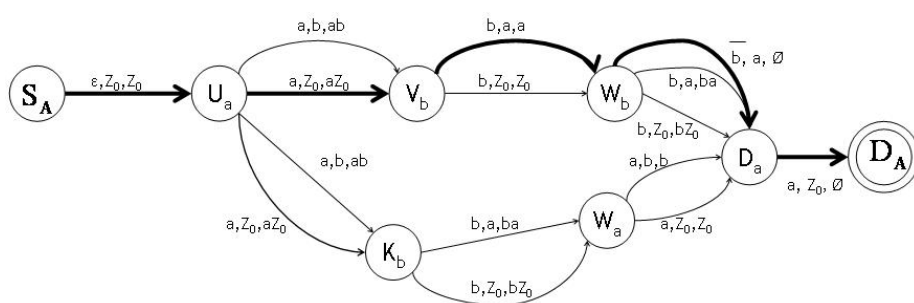 a,b,ab
b,a,a
b̅, a, Ø
S_A
ε,Z₀,Z₀
U_a
a,Z₀,aZ₀
V_b
b,Z₀,Z₀
W_b
b,a,ba
b,Z₀,bZ₀
a,b,ab
a,b,b
D_a
a, Z₀, Ø
D_A
a,Z₀,aZ₀
K_b
b,a,ba
W_a
a,Z₀,Z₀
b,Z₀,bZ₀